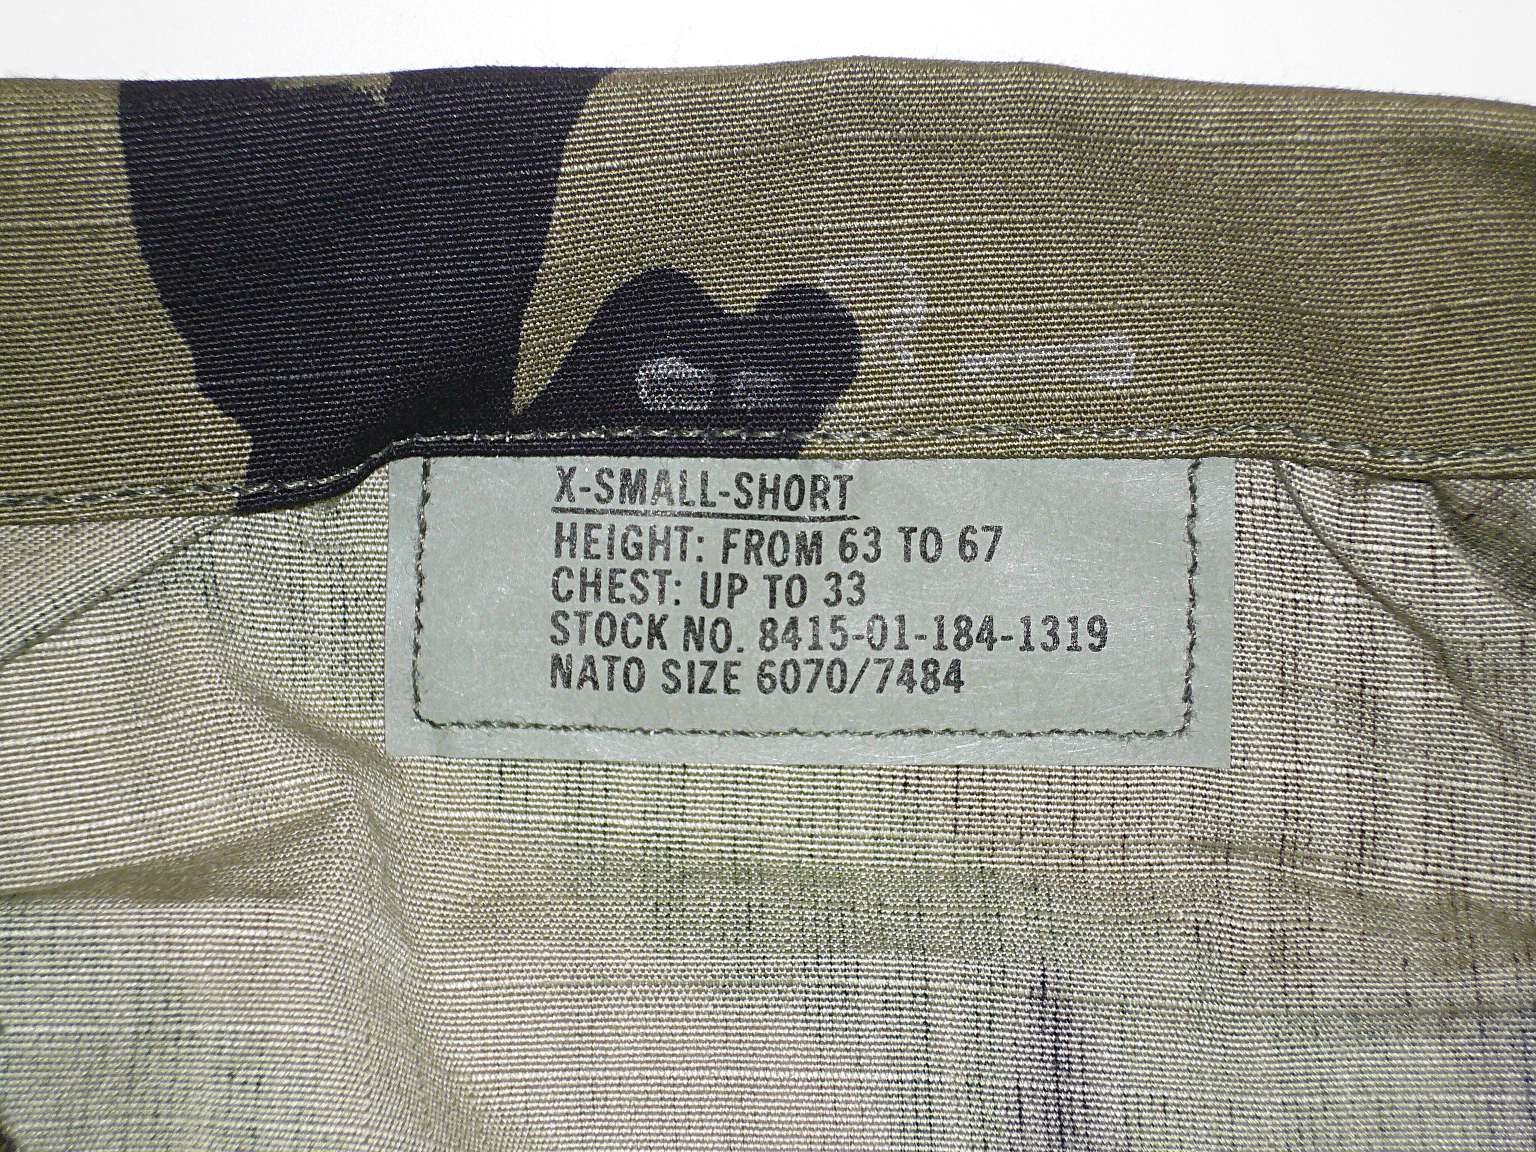 X-SMALL-SHORT
HEIGHT: FROM 63 TO 67
CHEST: UP TO 33
STOCK NO. 8415-01-184-1319
NATO SIZE 6070/7484